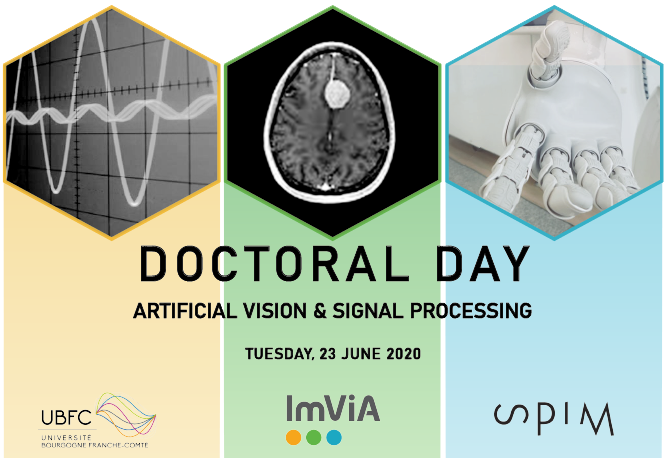 DOCTORAL DAY
ARTIFICIAL VISION & SIGNAL PROCESSING
TUESDAY, 23 JUNE 2020
UBFC
UNIVERSITÉ
BOURGOGNE FRANCHE-COMTÉ
ImViA
SPIM